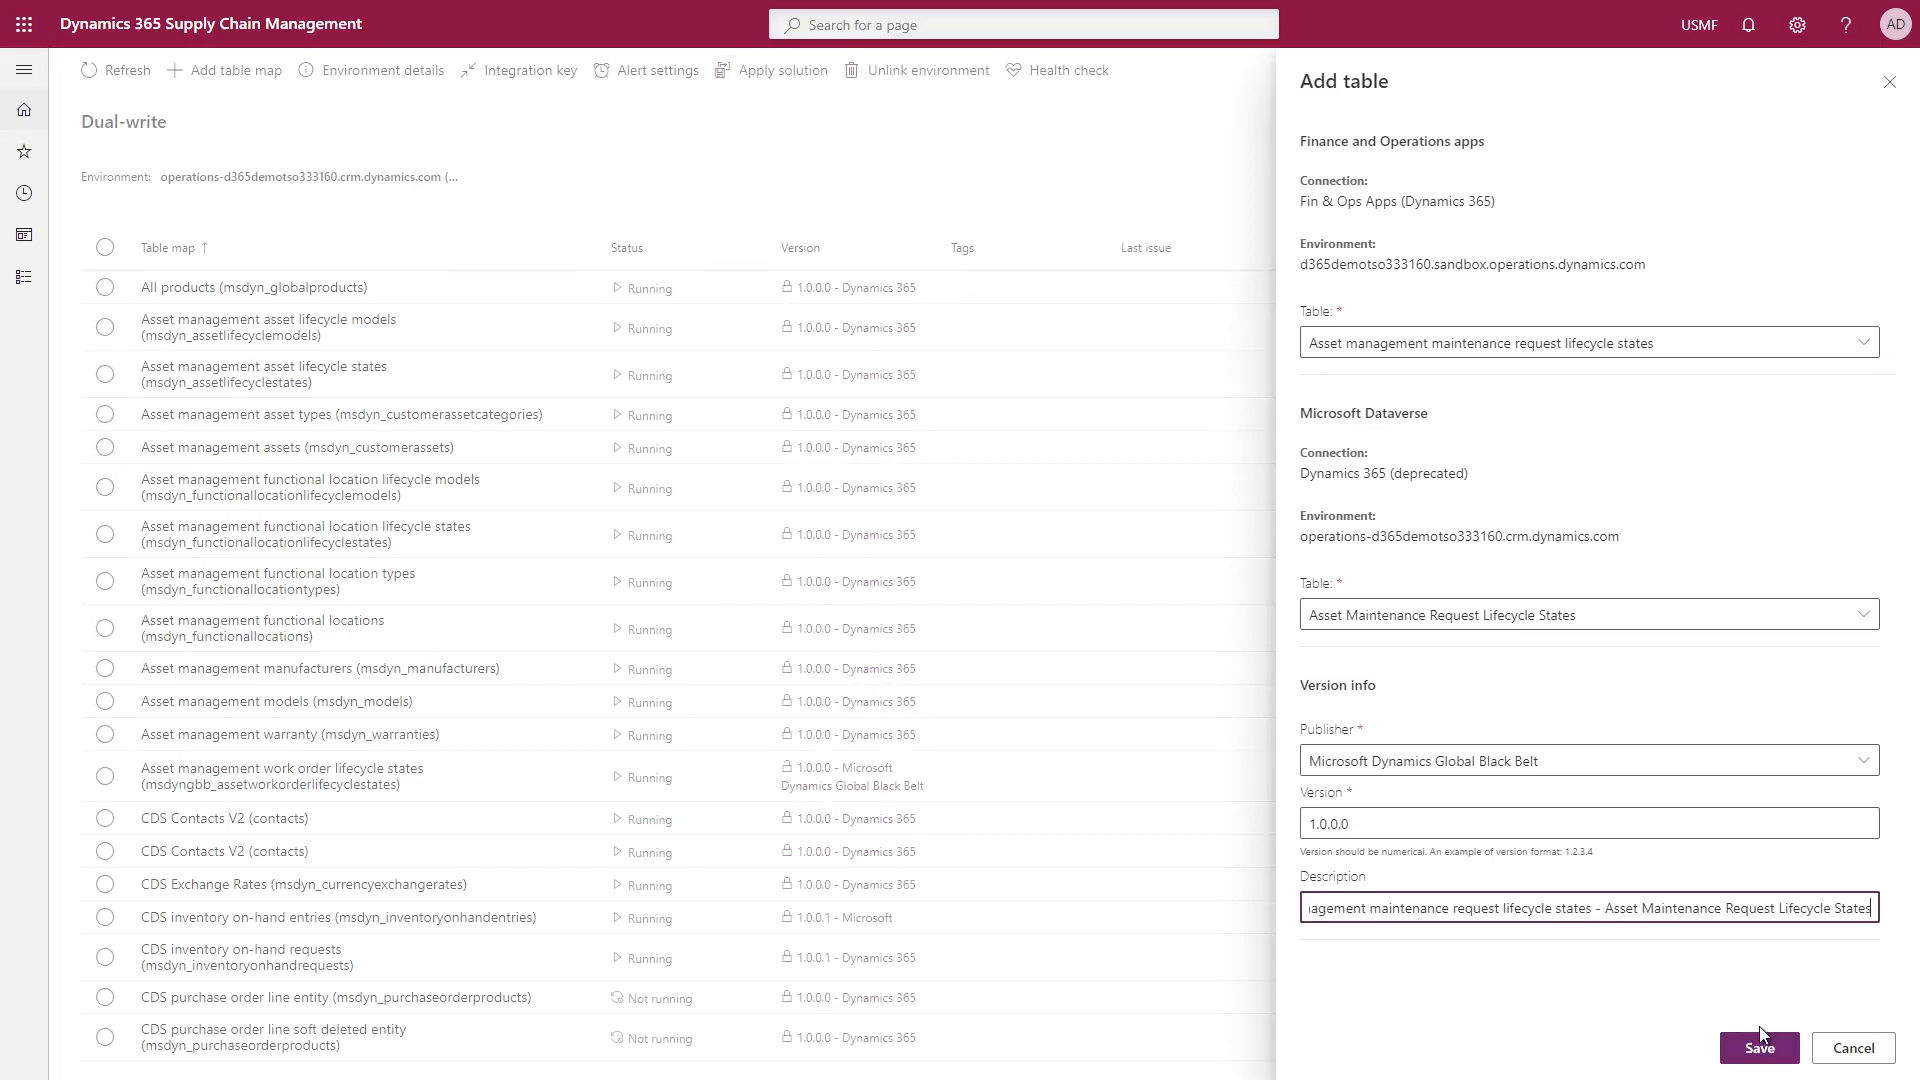 Dynamics 365 Supply Chain Management
Search for a page
USMF
?
AD
Refresh
Add table map
Environment details
Integration key
Alert settings
Apply solution
Unlink environment
Health check
Dual-write
Environment: operations-d365demotso333160.crm.dynamics.com (...
Table map ↑ Status Version Tags Last issue
All products (msdyn_globalproducts) Running 1.0.0.0 - Dynamics 365
Asset management asset lifecycle models
(msdyn_assetlifecyclemodels) Running 1.0.0.0 - Dynamics 365
Asset management asset lifecycle states
(msdyn_assetlifecyclestates) Running 1.0.0.0 - Dynamics 365
Asset management asset types (msdyn_customerassetcategories) Running 1.0.0.0 - Dynamics 365
Asset management assets (msdyn_customerassets) Running 1.0.0.0 - Dynamics 365
Asset management functional location lifecycle models
(msdyn_functionallocationlifecyclemodels) Running 1.0.0.0 - Dynamics 365
Asset management functional location lifecycle states
(msdyn_functionallocationlifecyclestates) Running 1.0.0.0 - Dynamics 365
Asset management functional location types
(msdyn_functionallocationtypes) Running 1.0.0.0 - Dynamics 365
Asset management functional locations
(msdyn_functionallocations) Running 1.0.0.0 - Dynamics 365
Asset management manufacturers (msdyn_manufacturers) Running 1.0.0.0 - Dynamics 365
Asset management models (msdyn_models) Running 1.0.0.0 - Dynamics 365
Asset management warranty (msdyn_warranties) Running 1.0.0.0 - Dynamics 365
Asset management work order lifecycle states
(msdyngbb_assetworkorderlifecyclestates) Running 1.0.0.0 - Microsoft
Dynamics Global Black Belt
CDS Contacts V2 (contacts) Running 1.0.0.0 - Dynamics 365
CDS Contacts V2 (contacts) Running 1.0.0.0 - Dynamics 365
CDS Exchange Rates (msdyn_currencyexchangerates) Running 1.0.0.0 - Dynamics 365
CDS inventory on-hand entries (msdyn_inventoryonhandentries) Running 1.0.0.1 - Microsoft
CDS inventory on-hand requests
(msdyn_inventoryonhandrequests) Running 1.0.0.1 - Dynamics 365
CDS purchase order line entity (msdyn_purchaseorderproducts) Not running 1.0.0.0 - Dynamics 365
CDS purchase order line soft deleted entity
(msdyn_purchaseorderproducts) Not running 1.0.0.0 - Dynamics 365
Add table
Finance and Operations apps
Connection:
Fin & Ops Apps (Dynamics 365)
Environment:
d365demotso333160.sandbox.operations.dynamics.com
Table: *
Asset management maintenance request lifecycle states
Microsoft Dataverse
Connection:
Dynamics 365 (deprecated)
Environment:
operations-d365demotso333160.crm.dynamics.com
Table: *
Asset Maintenance Request Lifecycle States
Version info
Publisher *
Microsoft Dynamics Global Black Belt
Version *
1.0.0.0
Version should be numerical. An example of version format: 1.2.3.4
Description
agement maintenance request lifecycle states - Asset Maintenance Request Lifecycle States
Save
Cancel